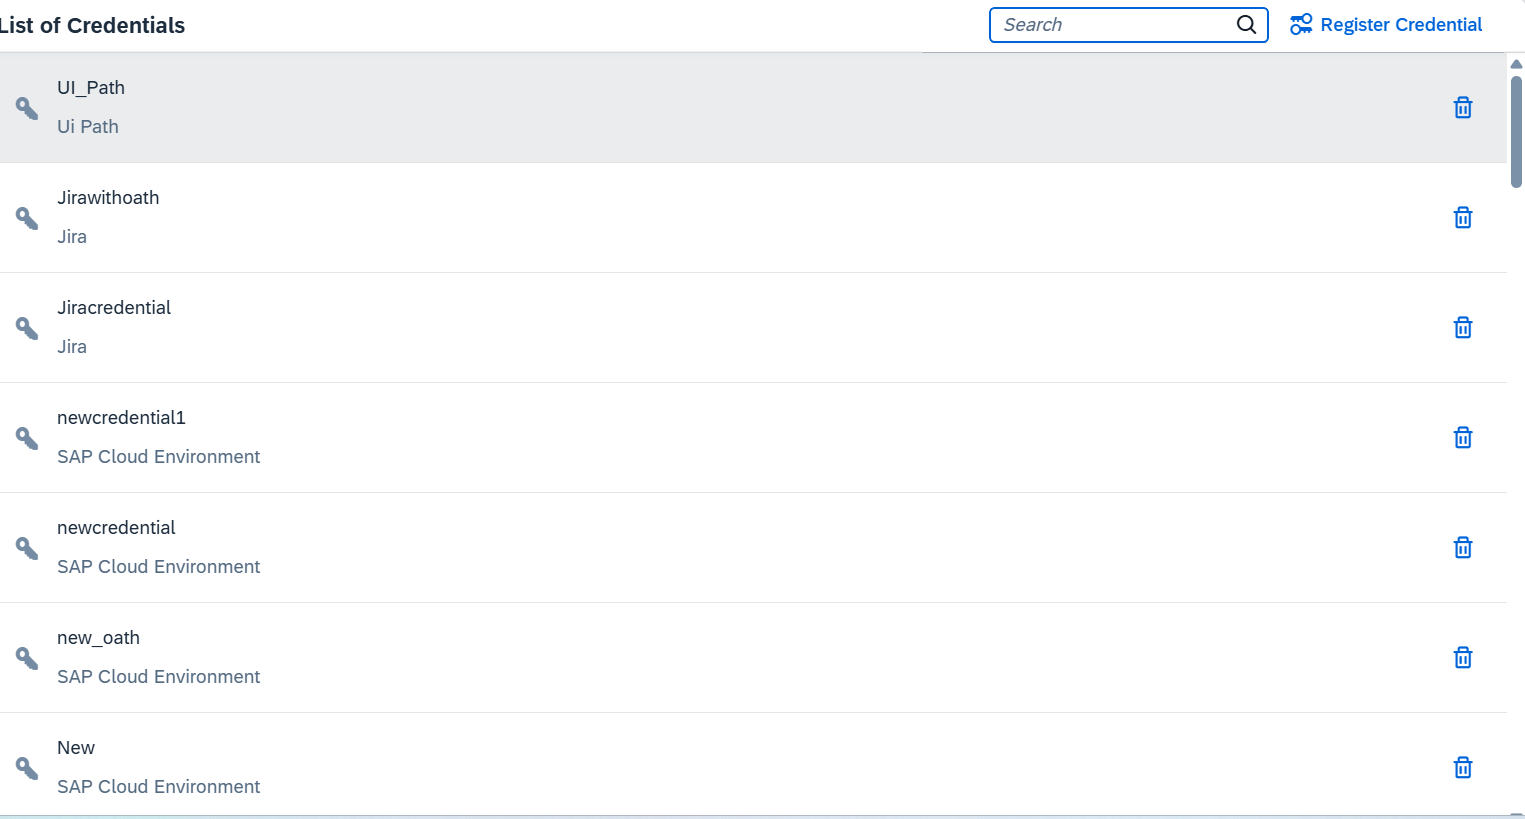 List of Credentials
Search
Register Credential
UI_Path
Ui Path
Jirawithoath
Jira
Jiracredential
Jira
newcredential1
SAP Cloud Environment
newcredential
SAP Cloud Environment
new_oath
SAP Cloud Environment
New
SAP Cloud Environment